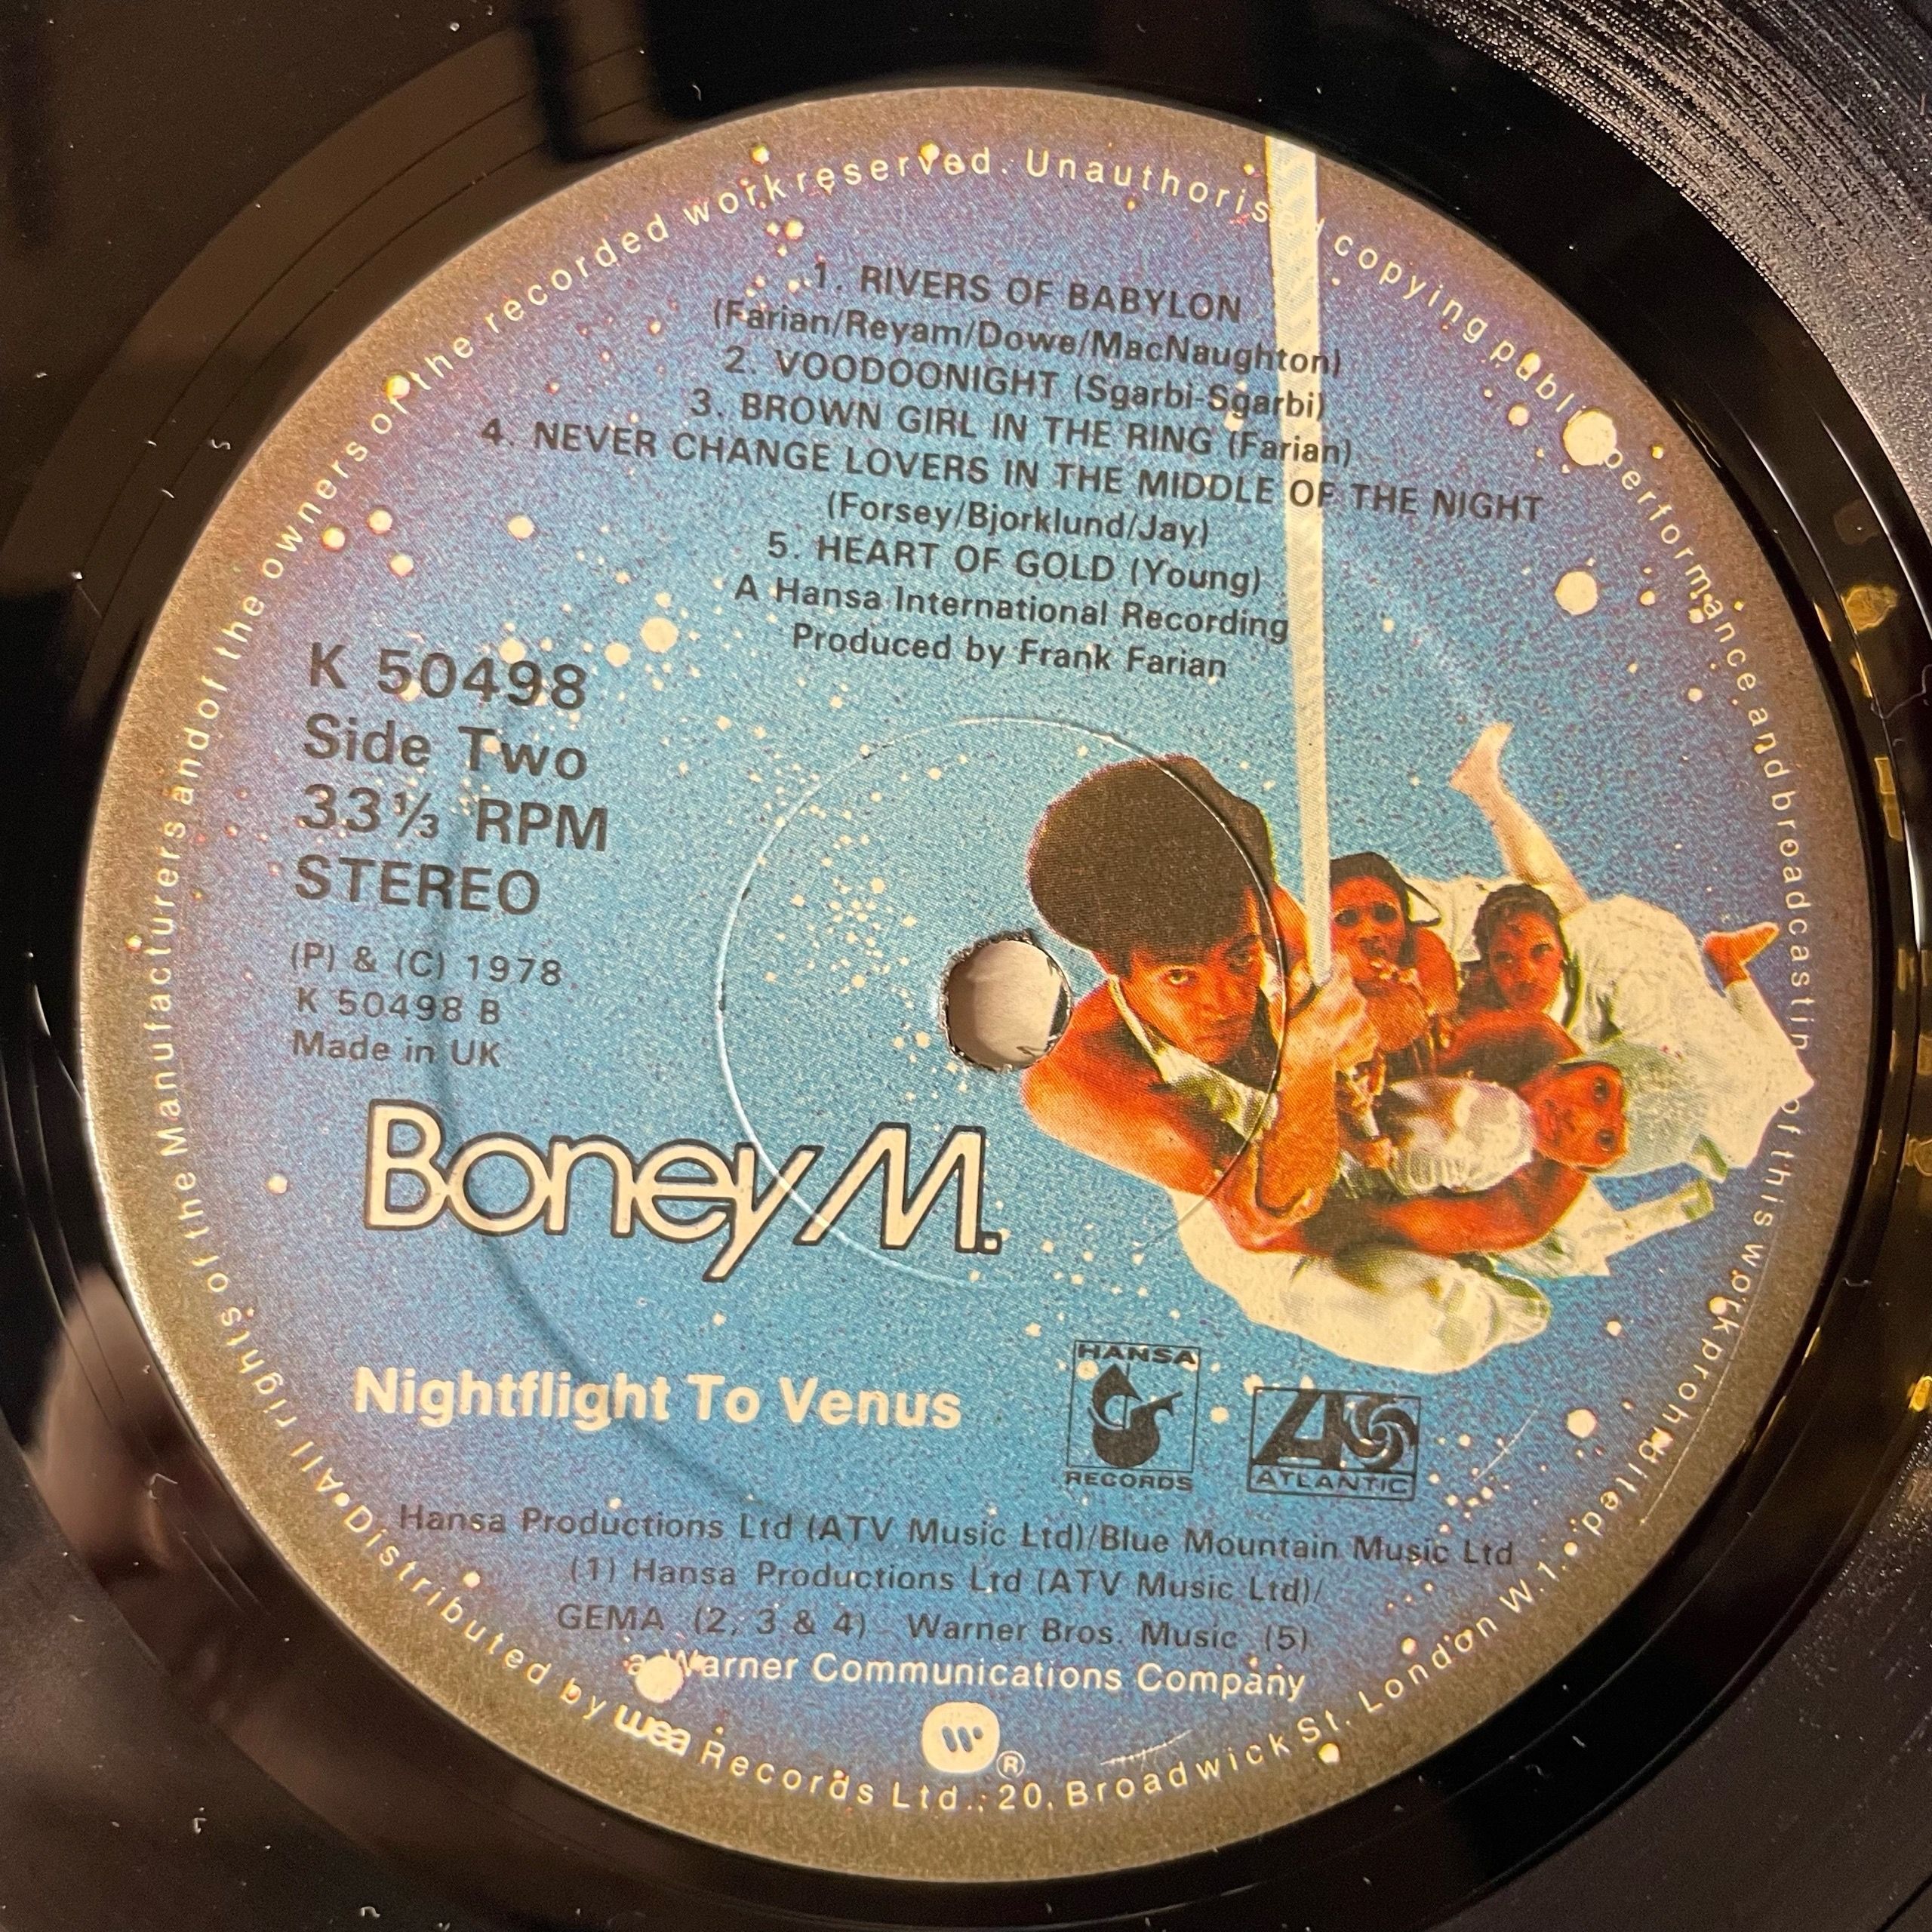 1. RIVERS OF BABYLON
(Farian/Reyam/Dowe/MacNaughton)
2. VOODOONIGHT (Sgarbi-Sgarbi)
3. BROWN GIRL IN THE RING (Farian)
4. NEVER CHANGE LOVERS IN THE MIDDLE OF THE NIGHT
(Forsey/Bjorklund/Jay)
5. HEART OF GOLD (Young)
A Hansa International Recording
Produced by Frank Farian
K 50498
Side Two
33⅓ RPM
STEREO
(P) & (C) 1978
K 50498 B
Made in UK
Boney M.
Nightflight To Venus
HANSA
RECORDS
ATLANTIC
Hansa Productions Ltd (ATV Music Ltd)/Blue Mountain Music Ltd
(1) Hansa Productions Ltd (ATV Music Ltd)/
GEMA (2, 3 & 4) Warner Bros. Music (5)
a Warner Communications Company
W ®
All rights of the Manufacturers and of the owners of the recorded work reserved. Unauthorised copying public performance and broadcasting of this work prohibited.
Distributed by wea Records Ltd., 20, Broadwick St. London W.1.